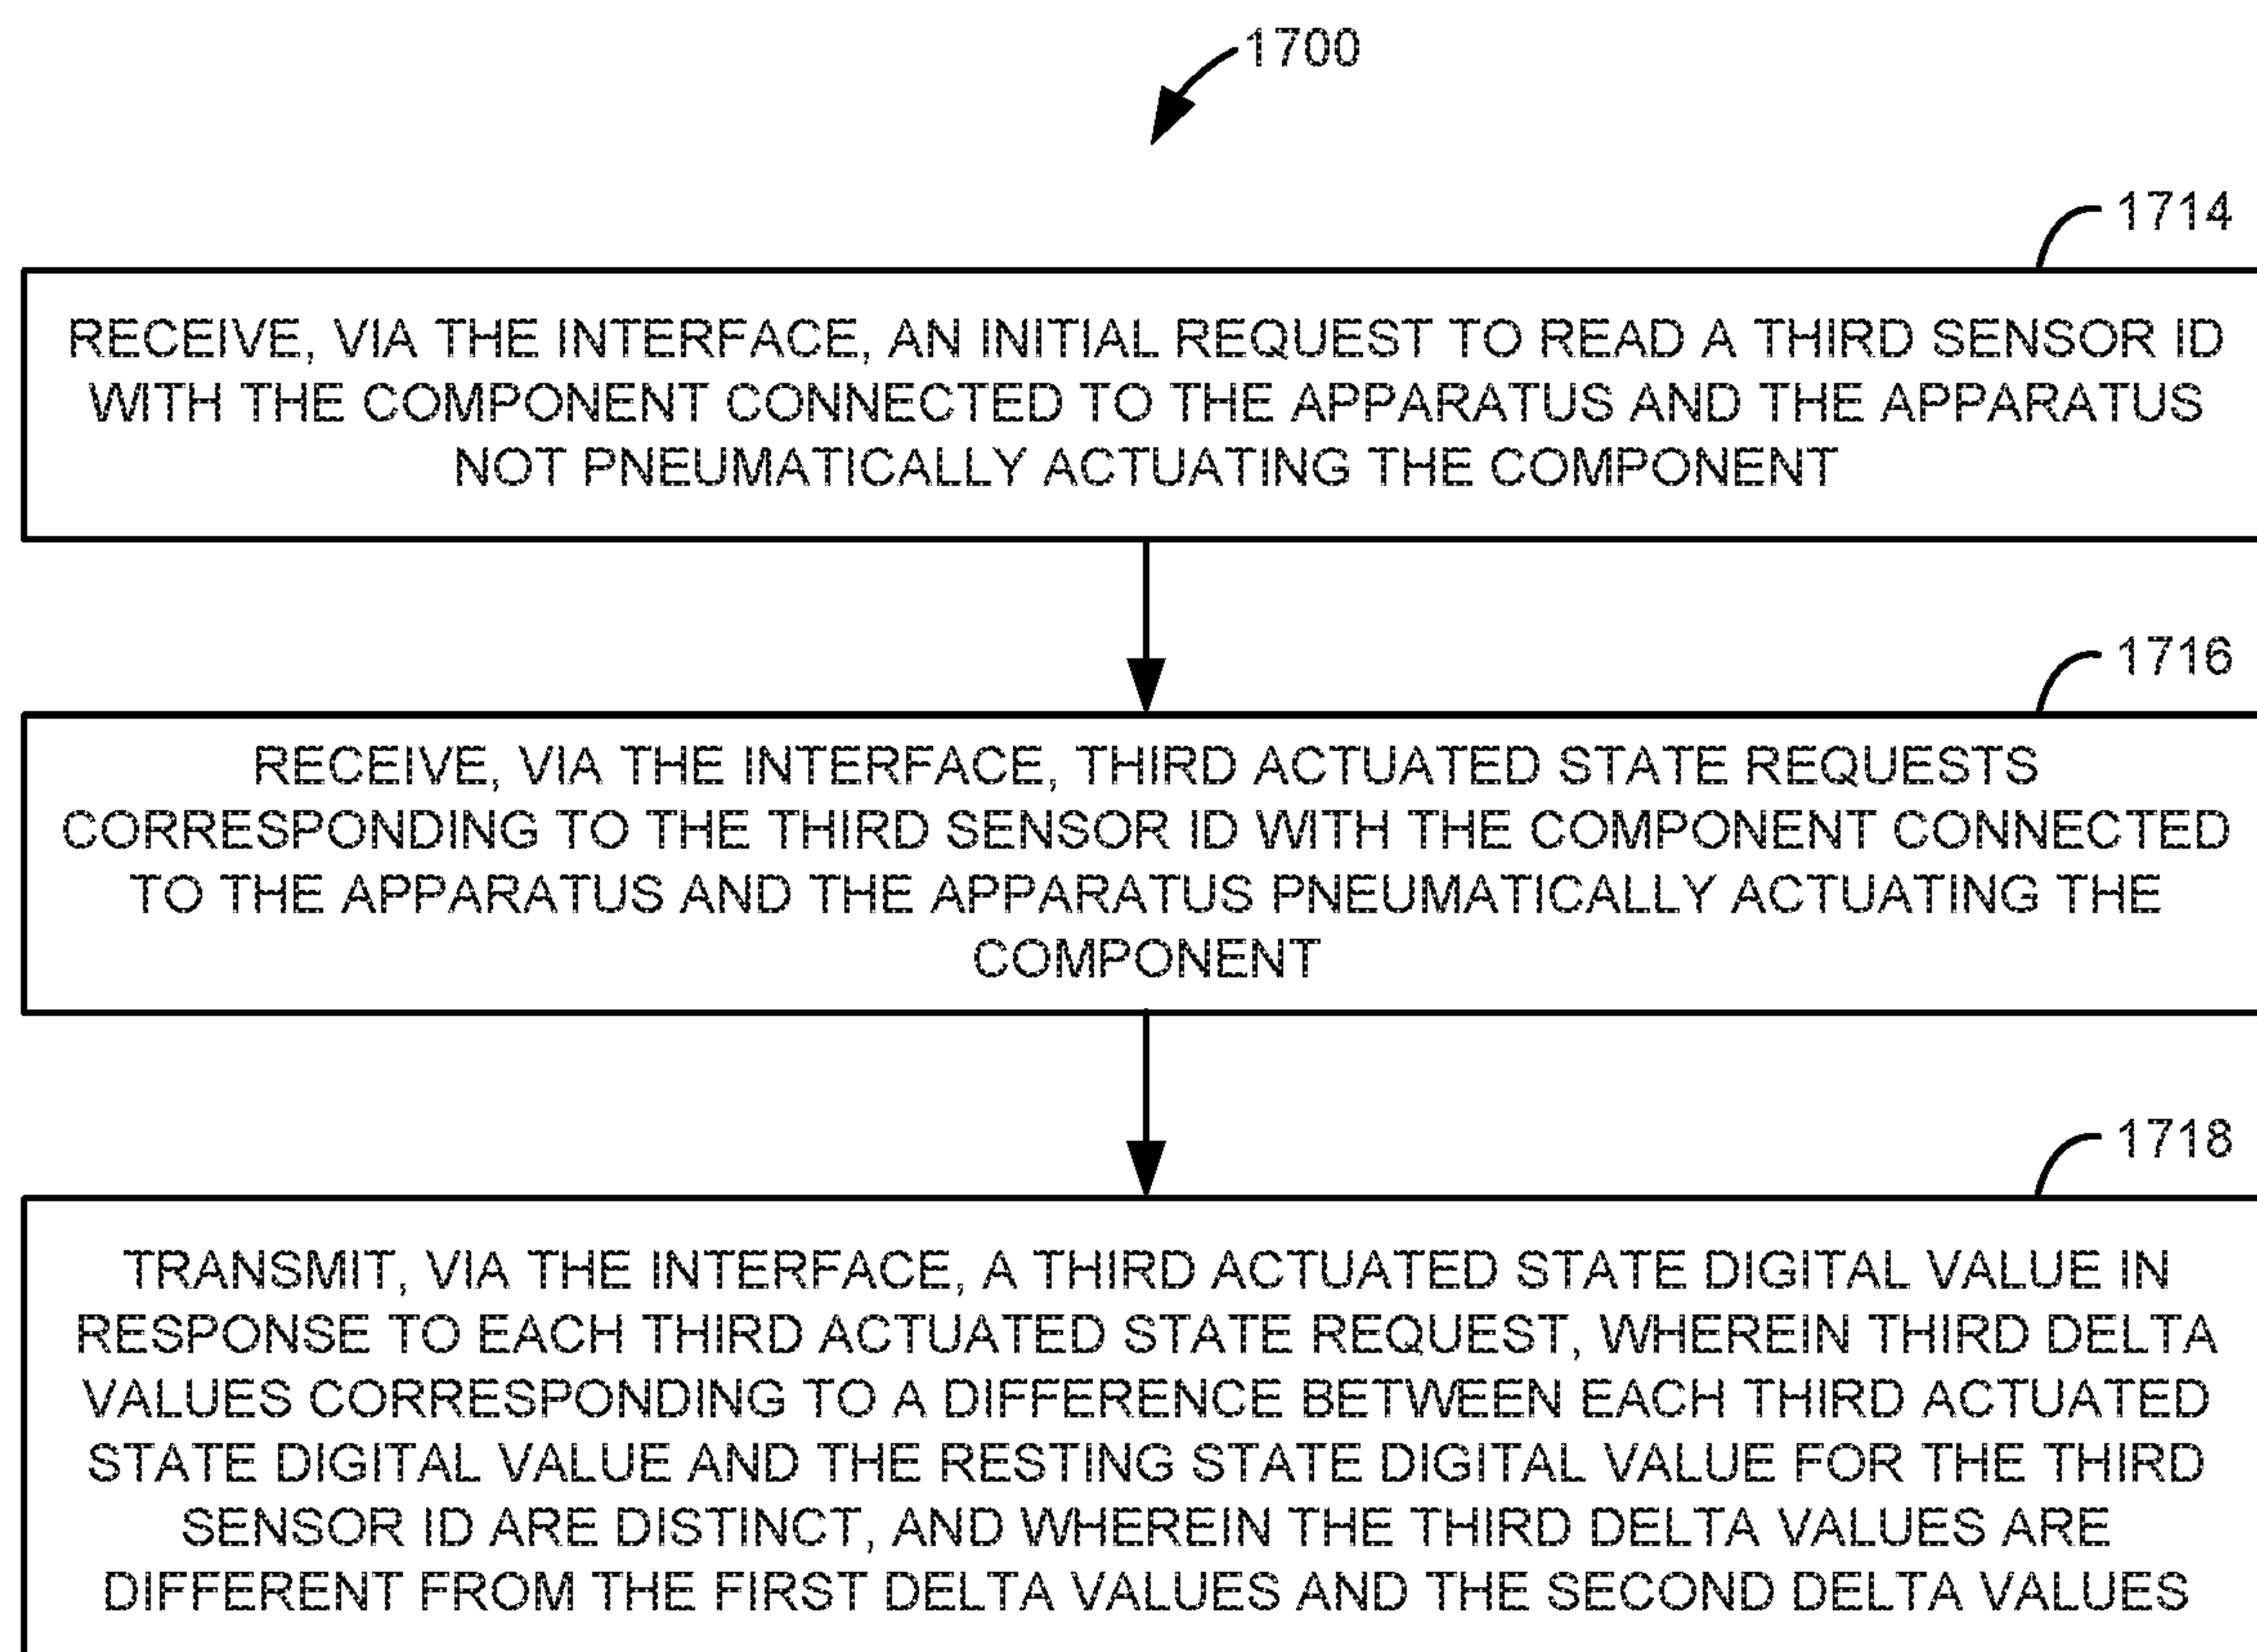 1700
1714
RECEIVE, VIA THE INTERFACE, AN INITIAL REQUEST TO READ A THIRD SENSOR ID
WITH THE COMPONENT CONNECTED TO THE APPARATUS AND THE APPARATUS
NOT PNEUMATICALLY ACTUATING THE COMPONENT
1716
RECEIVE, VIA THE INTERFACE, THIRD ACTUATED STATE REQUESTS
CORRESPONDING TO THE THIRD SENSOR ID WITH THE COMPONENT CONNECTED
TO THE APPARATUS AND THE APPARATUS PNEUMATICALLY ACTUATING THE
COMPONENT
1718
TRANSMIT, VIA THE INTERFACE, A THIRD ACTUATED STATE DIGITAL VALUE IN
RESPONSE TO EACH THIRD ACTUATED STATE REQUEST, WHEREIN THIRD DELTA
VALUES CORRESPONDING TO A DIFFERENCE BETWEEN EACH THIRD ACTUATED
STATE DIGITAL VALUE AND THE RESTING STATE DIGITAL VALUE FOR THE THIRD
SENSOR ID ARE DISTINCT, AND WHEREIN THE THIRD DELTA VALUES ARE
DIFFERENT FROM THE FIRST DELTA VALUES AND THE SECOND DELTA VALUES